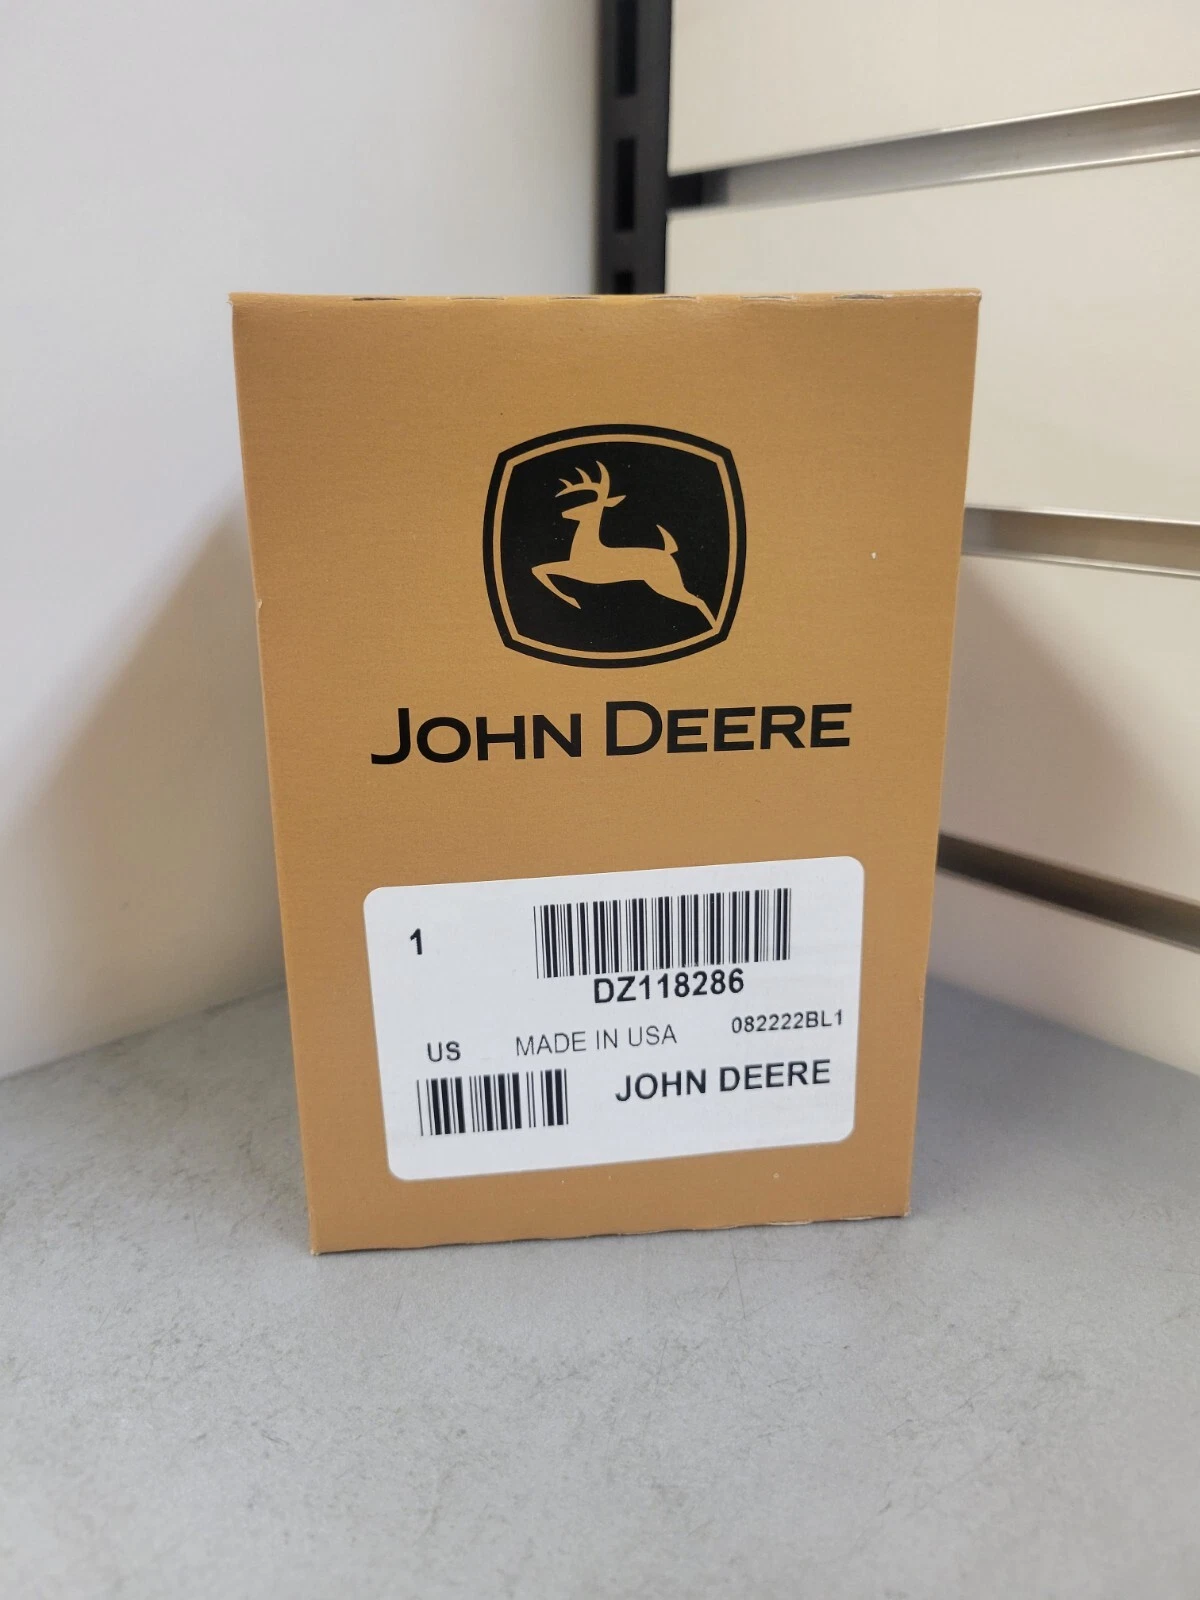 JOHN DEERE
1
DZ118286
US MADE IN USA 082222BL1
JOHN DEERE